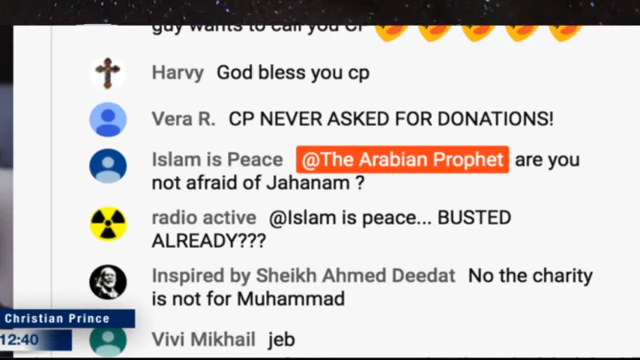 guy wants to call you CP
Harvy God bless you cp
Vera R. CP NEVER ASKED FOR DONATIONS!
Islam is Peace @The Arabian Prophet are you
not afraid of Jahanam ?
radio active @Islam is peace... BUSTED
ALREADY???
Inspired by Sheikh Ahmed Deedat No the charity
is not for Muhammad
Christian Prince
12:40
Vivi Mikhail jeb